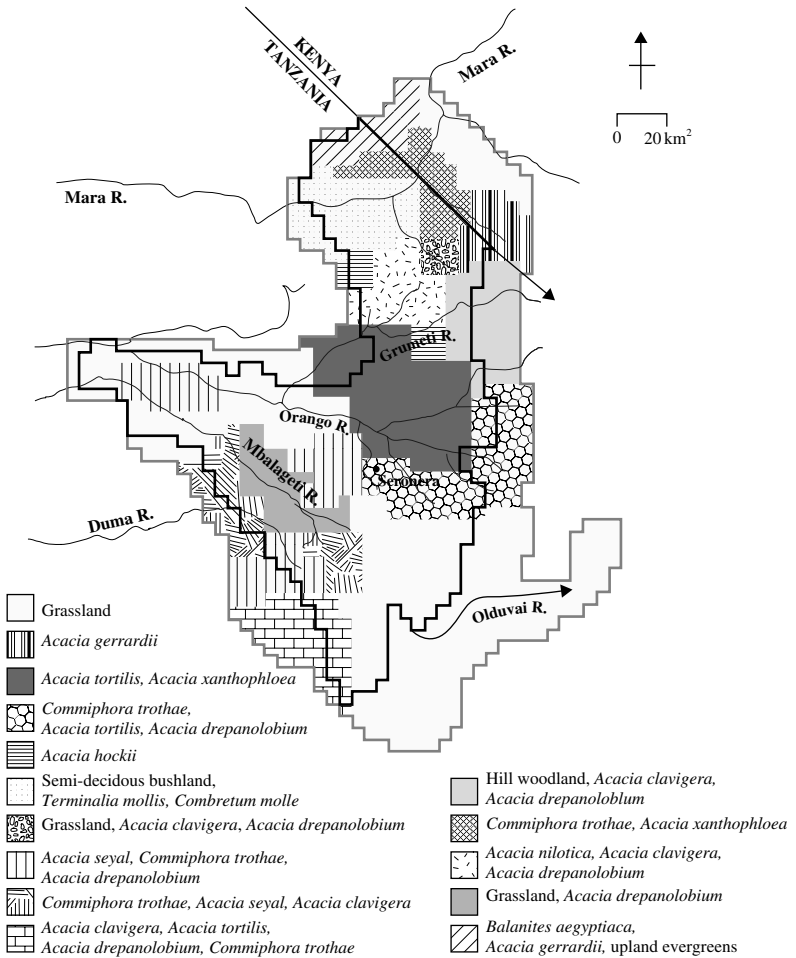 KENYA
TANZANIA
Mara R.
0 20 km2
Mara R.
Grumeti R.
Orango R.
Mbalageti R.
Seronera
Duma R.
Olduvai R.
Grassland
Acacia gerrardii
Acacia tortilis, Acacia xanthophloea
Commiphora trothae,
Acacia tortilis, Acacia drepanolobium
Acacia hockii
Semi-decidous bushland,
Terminalia mollis, Combretum molle
Grassland, Acacia clavigera, Acacia drepanolobium
Acacia seyal, Commiphora trothae,
Acacia drepanolobium
Commiphora trothae, Acacia seyal, Acacia clavigera
Acacia clavigera, Acacia tortilis,
Acacia drepanolobium, Commiphora trothae
Hill woodland, Acacia clavigera,
Acacia drepanoloblum
Commiphora trothae, Acacia xanthophloea
Acacia nilotica, Acacia clavigera,
Acacia drepanolobium
Grassland, Acacia drepanolobium
Balanites aegyptiaca,
Acacia gerrardii, upland evergreens